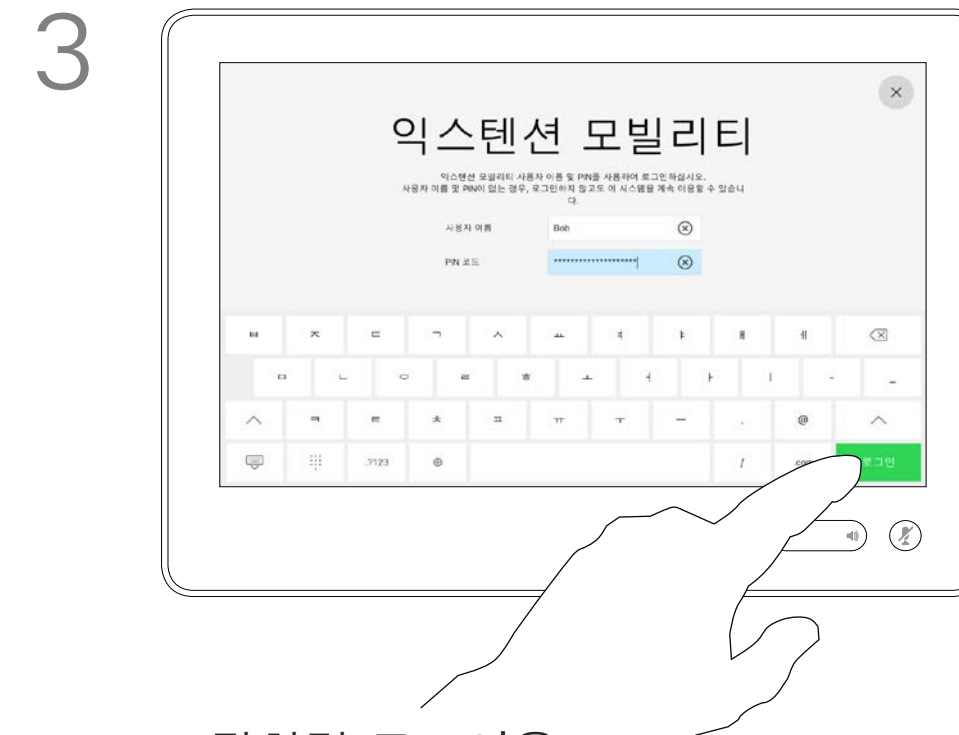 3
익스텐션 모빌리티
익스텐션 모빌리티 사용자 이름 및 PIN을 사용하여 로그인하십시오.
사용자 이름 및 PIN이 없는 경우, 로그인하지 않고도 이 시스템을 계속 이용할 수 있습니
다.
사용자 이름 Bob
PIN 코드 ********************
ㅂ ㅈ ㄷ ㄱ ㅅ ㅛ ㅕ ㅑ ㅐ ㅔ
ㅁ ㄴ ㅇ ㄹ ㅎ ㅗ ㅓ ㅏ ㅣ - _
ㅋ ㅌ ㅊ ㅍ ㅠ ㅜ ㅡ . @
.?123 / .com 로그인